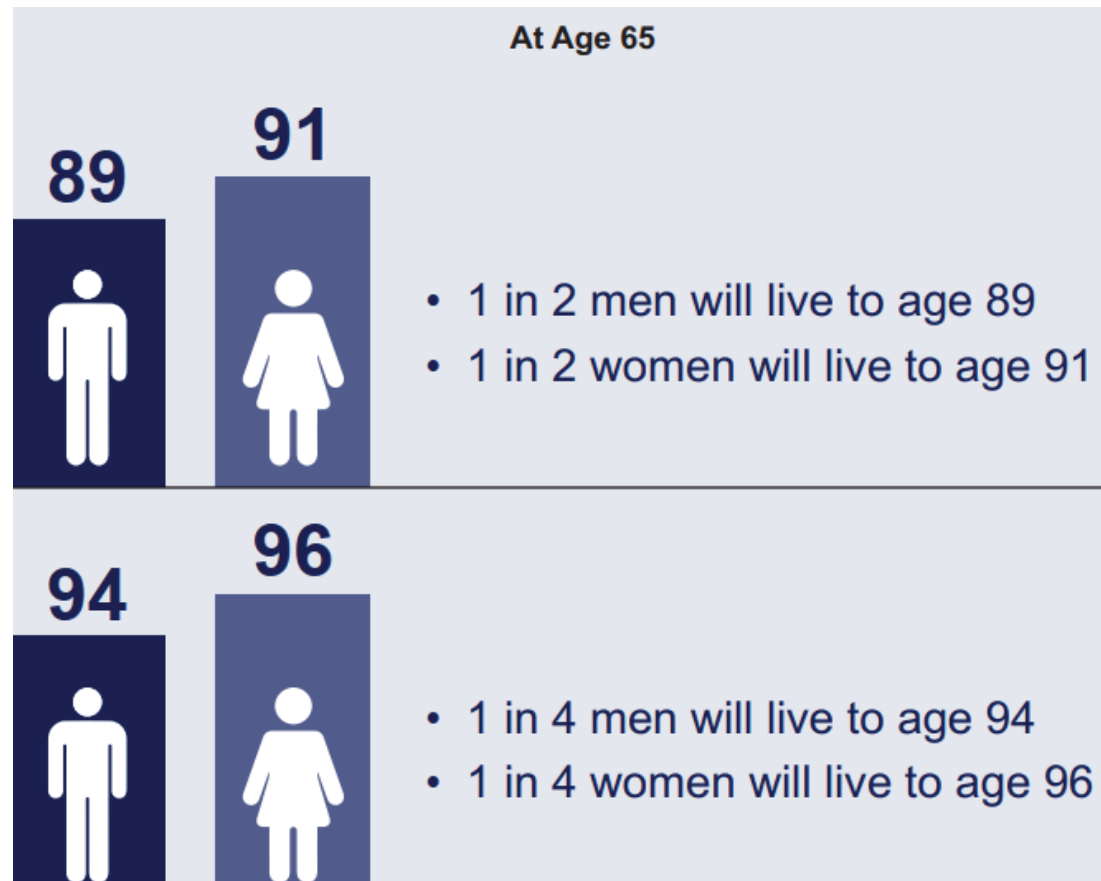 At Age 65
89
91
• 1 in 2 men will live to age 89
• 1 in 2 women will live to age 91
94
96
• 1 in 4 men will live to age 94
• 1 in 4 women will live to age 96